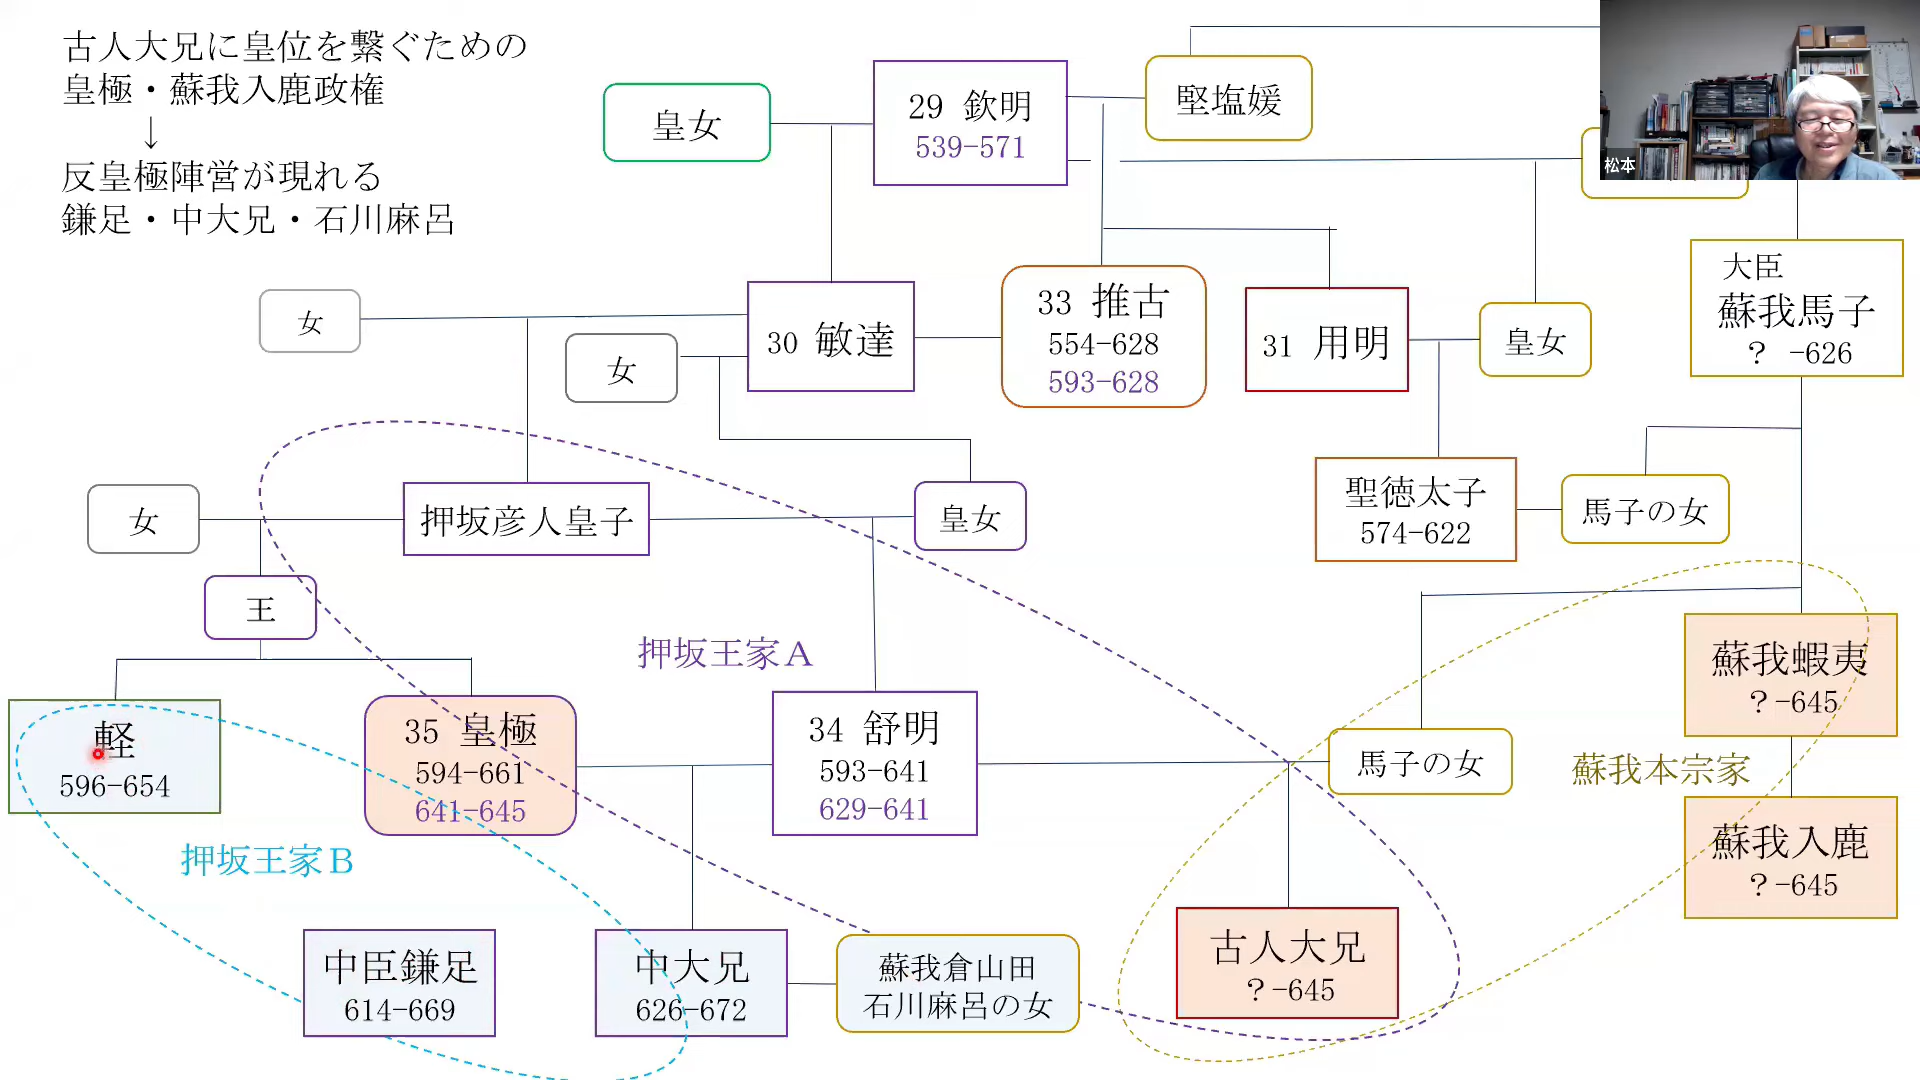 古人大兄に皇位を繋ぐための
皇極・蘇我入鹿政権
↓
反皇極陣営が現れる
鎌足・中大兄・石川麻呂
皇女
29 欽明
539-571
堅塩媛
松本
大臣
蘇我馬子
？ -626
女
女
30 敏達
33 推古
554-628
593-628
31 用明
皇女
女
押坂彦人皇子
皇女
聖徳太子
574-622
馬子の女
王
押坂王家A
蘇我蝦夷
？-645
軽
596-654
35 皇極
594-661
641-645
34 舒明
593-641
629-641
馬子の女
蘇我本宗家
押坂王家B
蘇我入鹿
？-645
中臣鎌足
614-669
中大兄
626-672
蘇我倉山田
石川麻呂の女
古人大兄
？-645